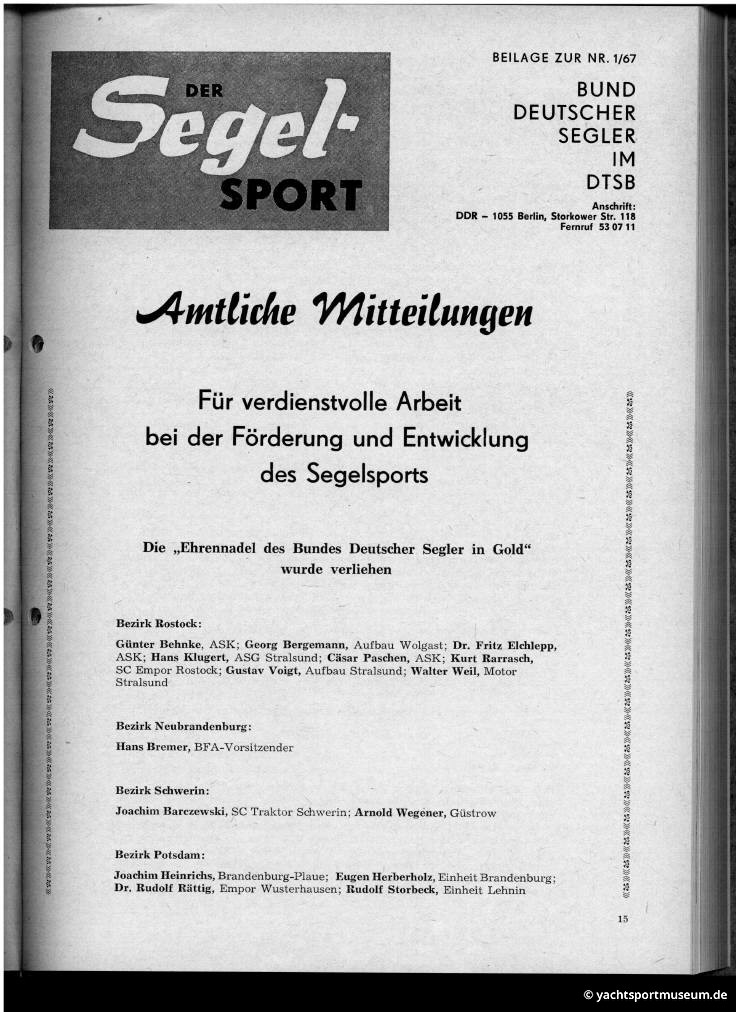 DER
Segel-
SPORT
BEILAGE ZUR NR. 1/67
BUND
DEUTSCHER
SEGLER
IM
DTSB
Anschrift:
DDR – 1055 Berlin, Storkower Str. 118
Fernruf 53 07 11
Amtliche Mitteilungen
Für verdienstvolle Arbeit
bei der Förderung und Entwicklung
des Segelsports
Die „Ehrennadel des Bundes Deutscher Segler in Gold“
wurde verliehen
Bezirk Rostock:
Günter Behnke, ASK; Georg Bergemann, Aufbau Wolgast; Dr. Fritz Elchlepp,
ASK; Hans Klugert, ASG Stralsund; Cäsar Paschen, ASK; Kurt Rarrasch,
SC Empor Rostock; Gustav Voigt, Aufbau Stralsund; Walter Weil, Motor
Stralsund
Bezirk Neubrandenburg:
Hans Bremer, BFA-Vorsitzender
Bezirk Schwerin:
Joachim Barczewski, SC Traktor Schwerin; Arnold Wegener, Güstrow
Bezirk Potsdam:
Joachim Heinrichs, Brandenburg-Plaue; Eugen Herberholz, Einheit Brandenburg;
Dr. Rudolf Rättig, Empor Wusterhausen; Rudolf Storbeck, Einheit Lehnin
15
© yachtsportmuseum.de